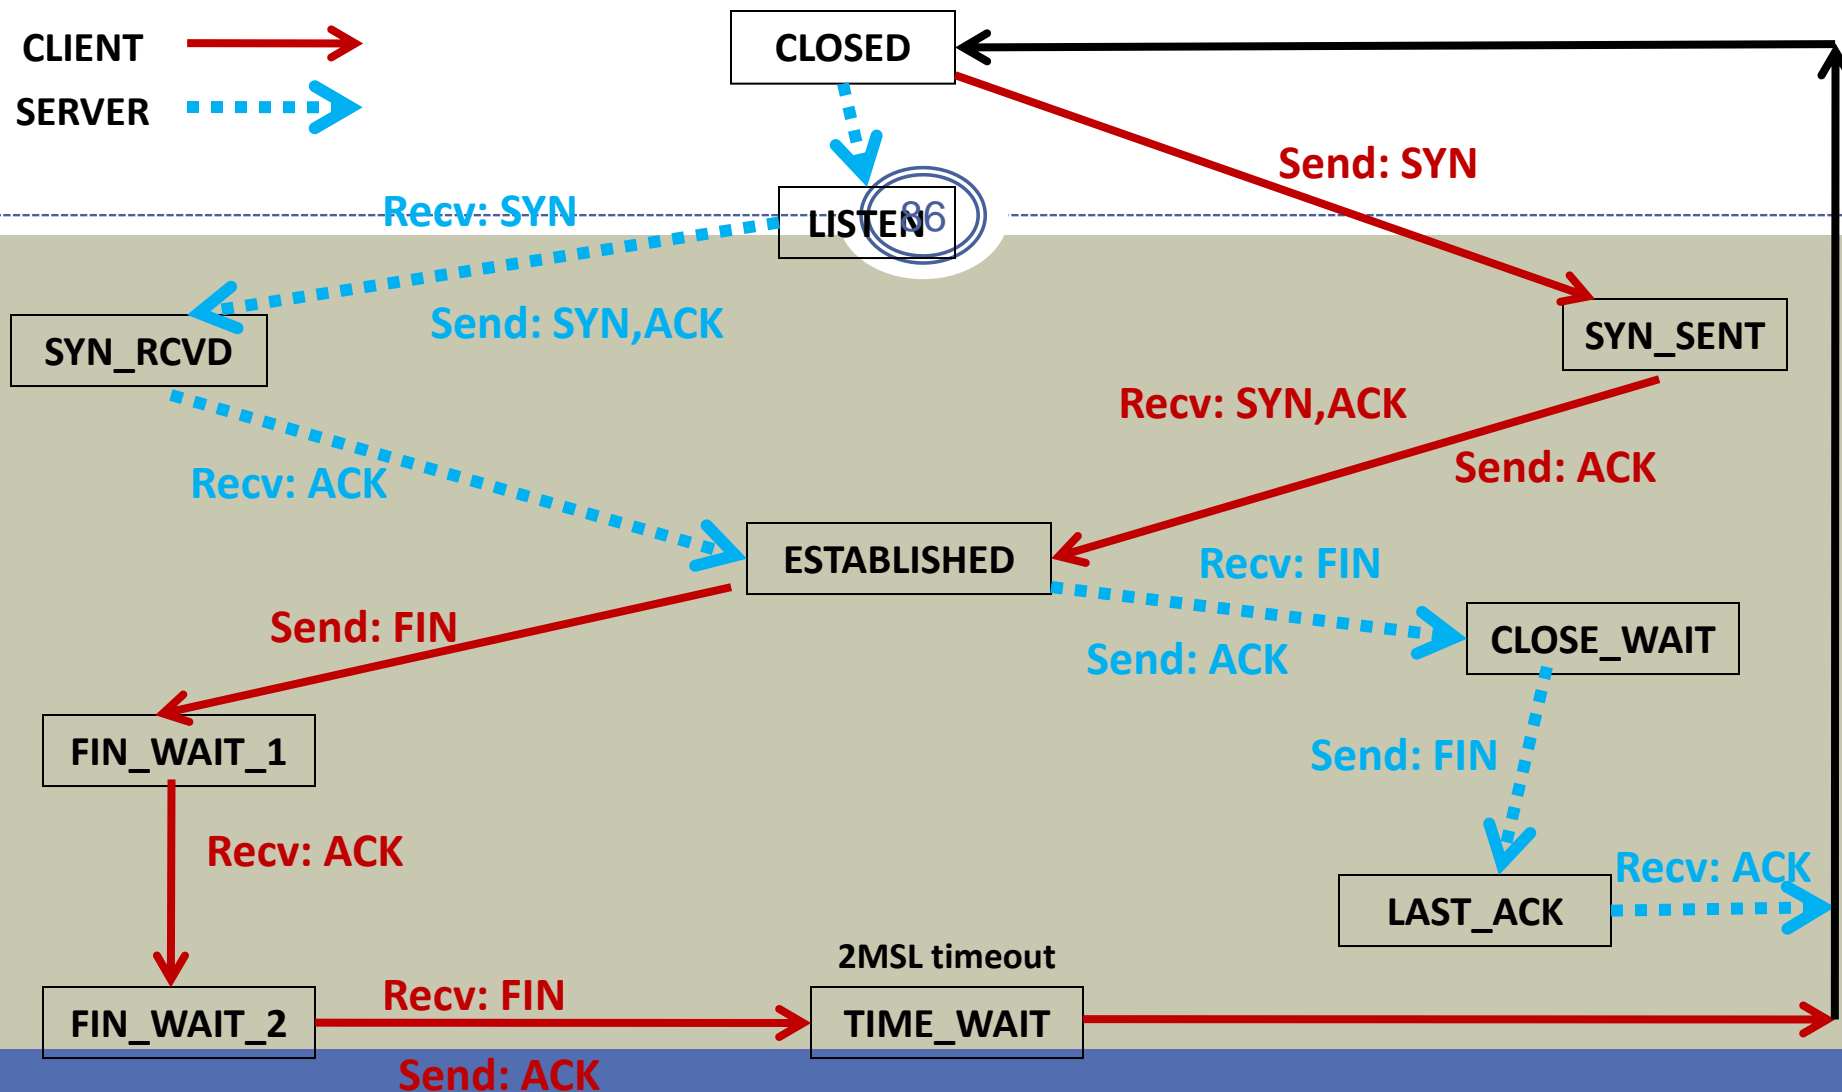 CLIENT
CLOSED
SERVER
Send: SYN
Recv: SYN
LISTEN
86
Send: SYN,ACK
SYN_RCVD
SYN_SENT
Recv: SYN,ACK
Send: ACK
Recv: ACK
ESTABLISHED
Recv: FIN
Send: FIN
CLOSE_WAIT
Send: ACK
FIN_WAIT_1
Send: FIN
Recv: ACK
Recv: ACK
LAST_ACK
2MSL timeout
Recv: FIN
FIN_WAIT_2
TIME_WAIT
Send: ACK